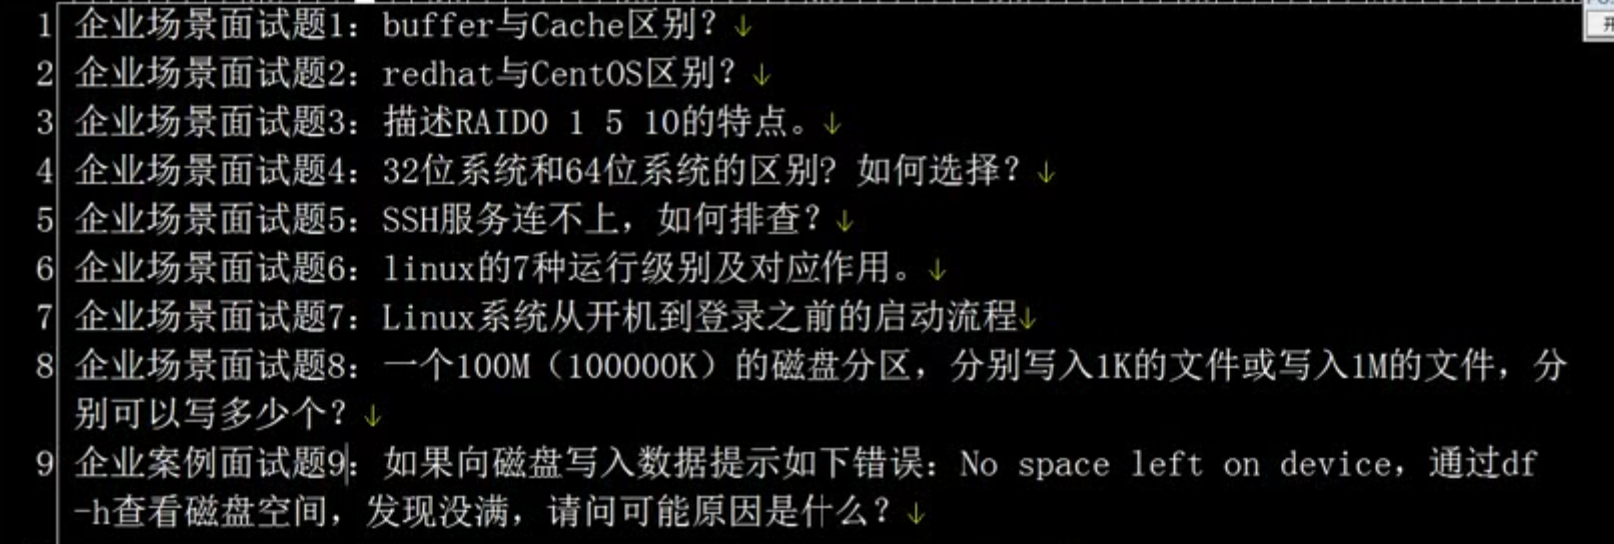 1 企业场景面试题1：buffer与Cache区别？↓
2 企业场景面试题2：redhat与CentOS区别？↓
3 企业场景面试题3：描述RAID0 1 5 10的特点。↓
4 企业场景面试题4：32位系统和64位系统的区别？如何选择？↓
5 企业场景面试题5：SSH服务连不上，如何排查？↓
6 企业场景面试题6：linux的7种运行级别及对应作用。↓
7 企业场景面试题7：Linux系统从开机到登录之前的启动流程↓
8 企业场景面试题8：一个100M（100000K）的磁盘分区，分别写入1K的文件或写入1M的文件，分
别可以写多少个？↓
9 企业案例面试题9：如果向磁盘写入数据提示如下错误：No space left on device，通过df
-h查看磁盘空间，发现没满，请问可能原因是什么？↓